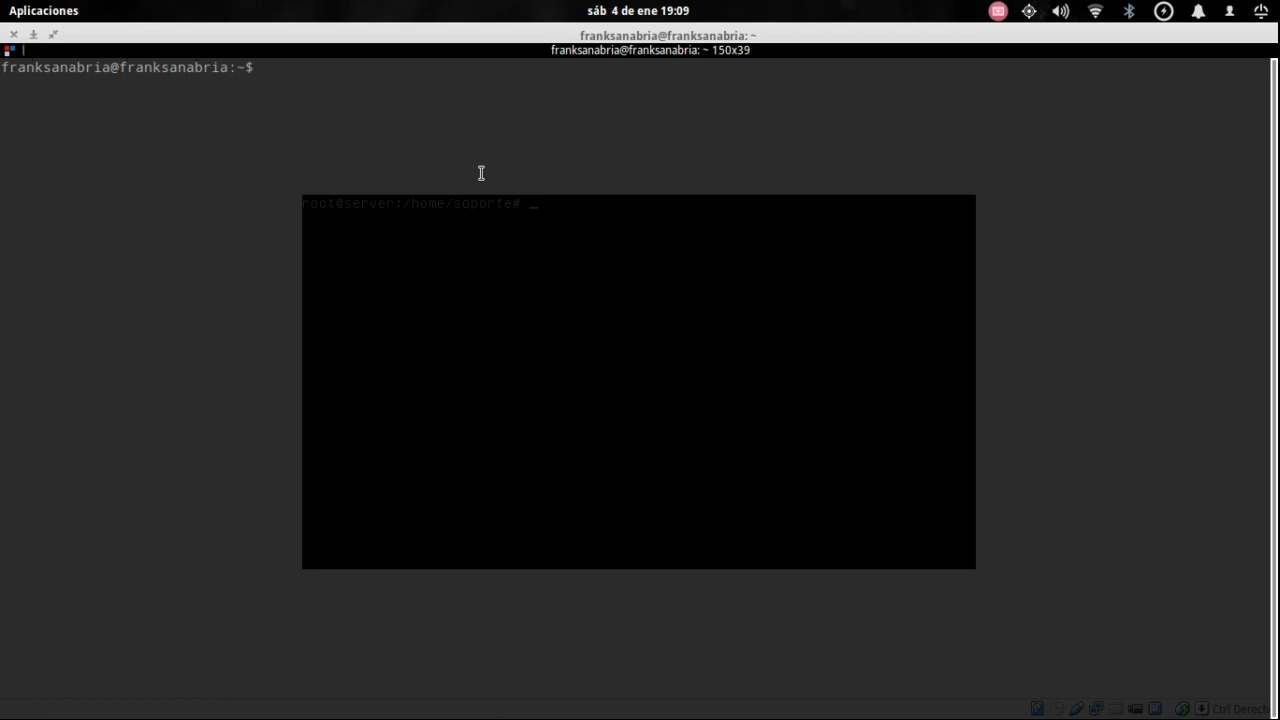 Aplicaciones
sáb 4 de ene 19:09
franksanabria@franksanabria: ~
franksanabria@franksanabria: ~ 150x39
franksanabria@franksanabria:~$
root@server:/home/soporte# _
Ctrl Derech